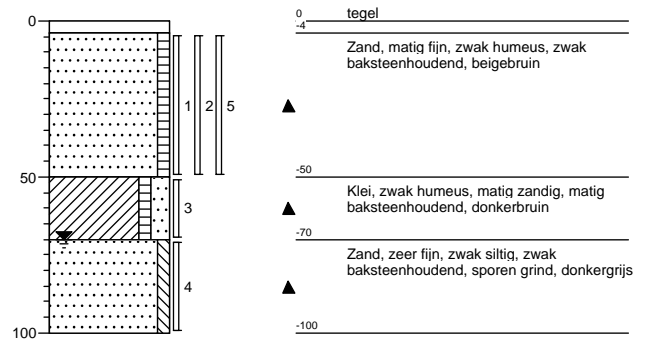 0
50
100
1
2
5
3
4
0
tegel
-4
Zand, matig fijn, zwak humeus, zwak
baksteenhoudend, beigebruin
-50
Klei, zwak humeus, matig zandig, matig
baksteenhoudend, donkerbruin
-70
Zand, zeer fijn, zwak siltig, zwak
baksteenhoudend, sporen grind, donkergrijs
-100